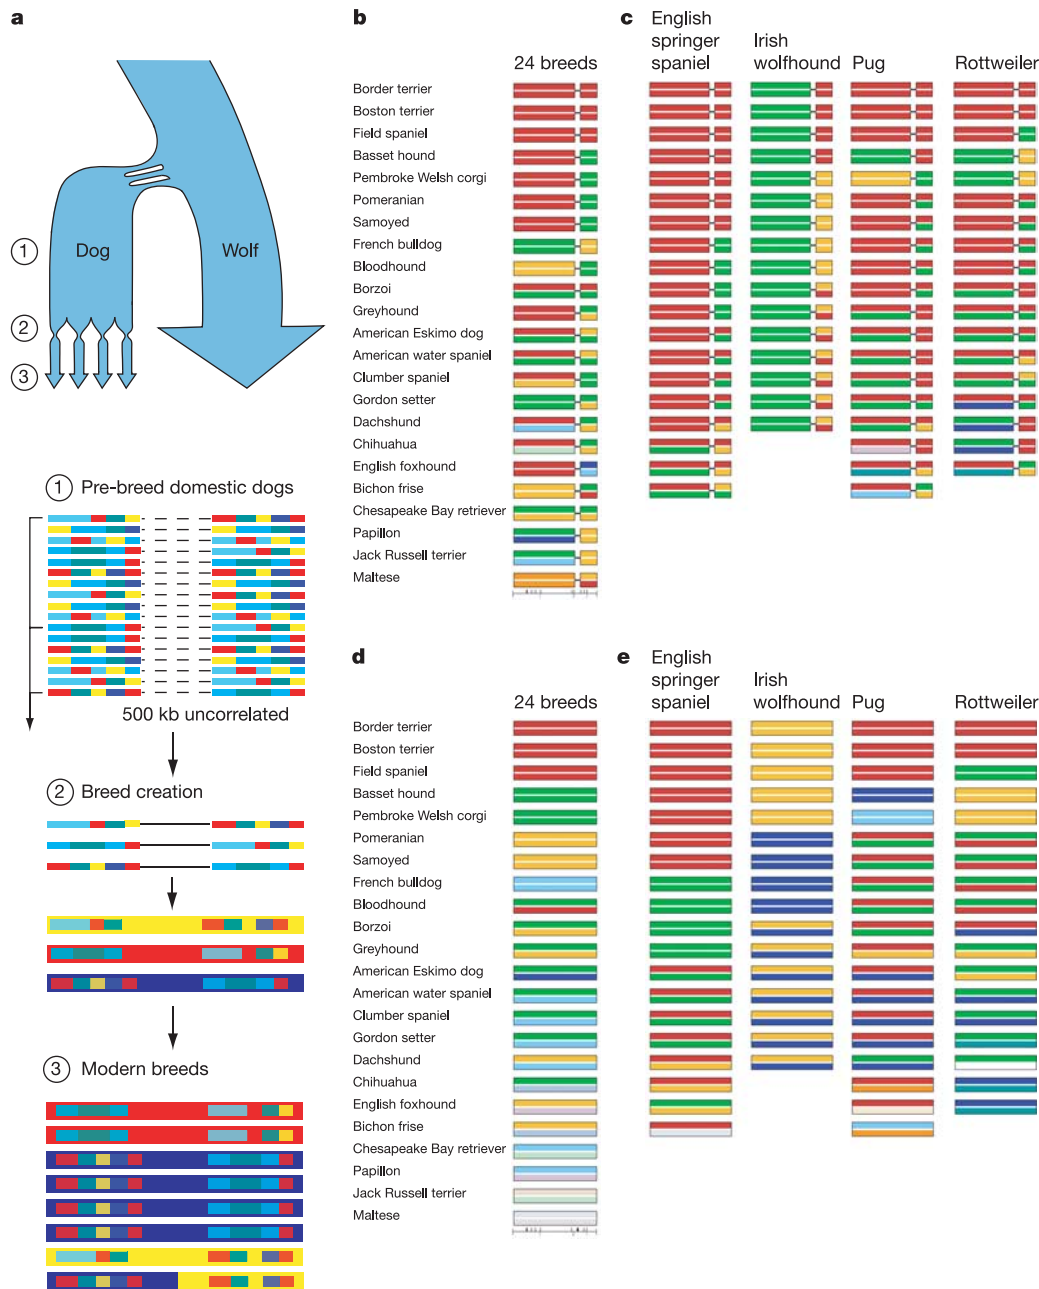 a
Dog
Wolf
1
2
3
1 Pre-breed domestic dogs
500 kb uncorrelated
2 Breed creation
3 Modern breeds
b
24 breeds
Border terrier
Boston terrier
Field spaniel
Basset hound
Pembroke Welsh corgi
Pomeranian
Samoyed
French bulldog
Bloodhound
Borzoi
Greyhound
American Eskimo dog
American water spaniel
Clumber spaniel
Gordon setter
Dachshund
Chihuahua
English foxhound
Bichon frise
Chesapeake Bay retriever
Papillon
Jack Russell terrier
Maltese
c
English
springer
spaniel
Irish
wolfhound
Pug
Rottweiler
d
24 breeds
Border terrier
Boston terrier
Field spaniel
Basset hound
Pembroke Welsh corgi
Pomeranian
Samoyed
French bulldog
Bloodhound
Borzoi
Greyhound
American Eskimo dog
American water spaniel
Clumber spaniel
Gordon setter
Dachshund
Chihuahua
English foxhound
Bichon frise
Chesapeake Bay retriever
Papillon
Jack Russell terrier
Maltese
e
English
springer
spaniel
Irish
wolfhound
Pug
Rottweiler